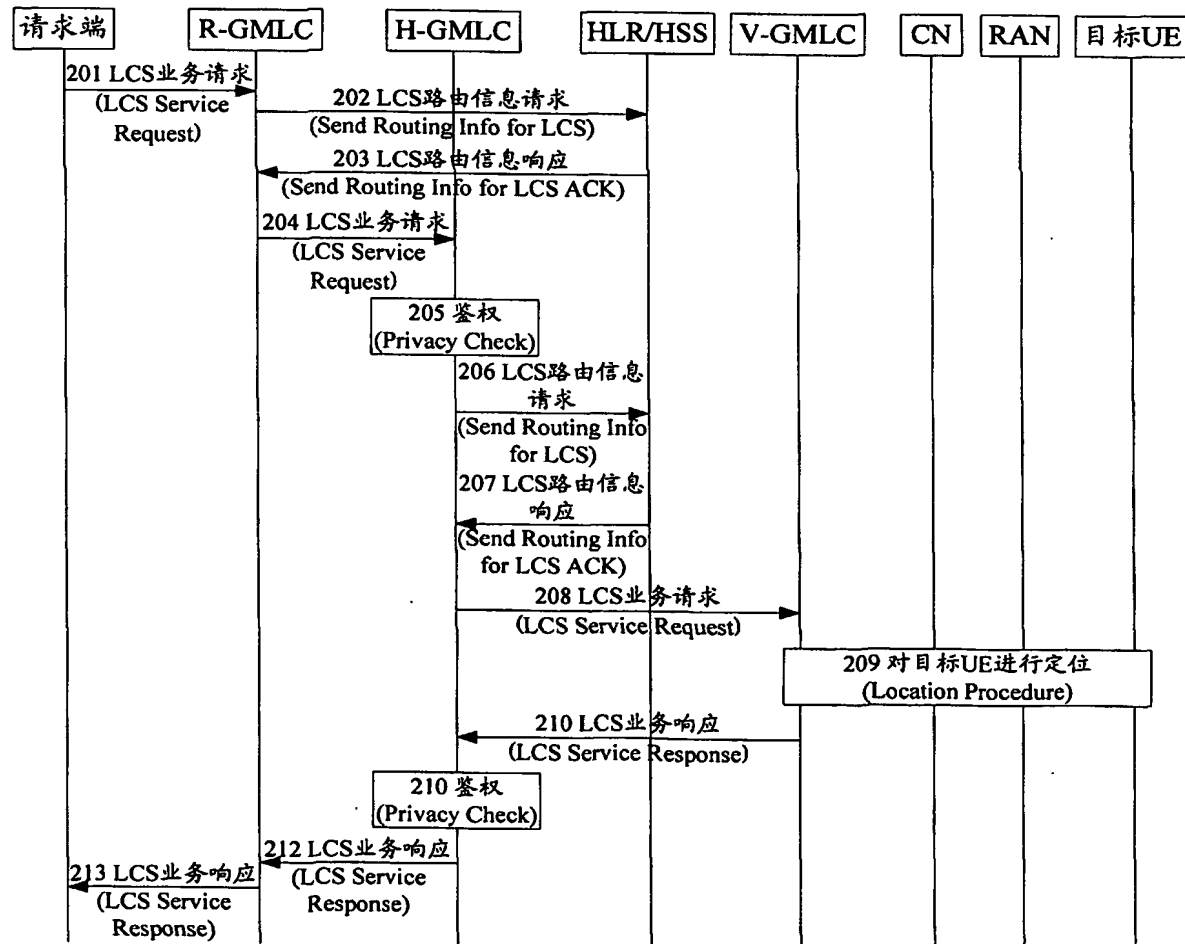 请求端
R-GMLC
H-GMLC
HLR/HSS
V-GMLC
CN
RAN
目标UE
201 LCS业务请求
(LCS Service
Request)
202 LCS路由信息请求
(Send Routing Info for LCS)
203 LCS路由信息响应
(Send Routing Info for LCS ACK)
204 LCS业务请求
(LCS Service
Request)
205 鉴权
(Privacy Check)
206 LCS路由信息
请求
(Send Routing Info
for LCS)
207 LCS路由信息
响应
(Send Routing Info
for LCS ACK)
208 LCS业务请求
(LCS Service Request)
209 对目标UE进行定位
(Location Procedure)
210 LCS业务响应
(LCS Service Response)
210 鉴权
(Privacy Check)
212 LCS业务响应
(LCS Service
Response)
213 LCS业务响应
(LCS Service
Response)